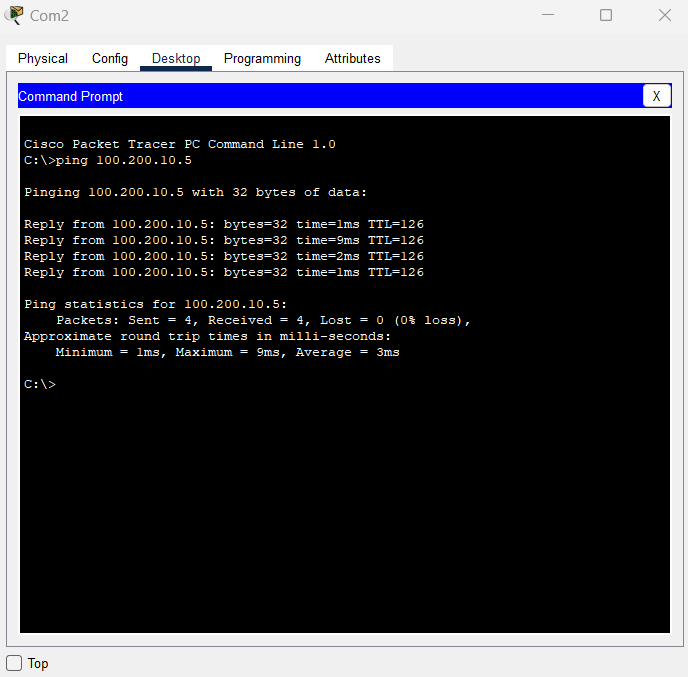 Com2
Physical Config Desktop Programming Attributes
Command Prompt X
Cisco Packet Tracer PC Command Line 1.0
C:\>ping 100.200.10.5
Pinging 100.200.10.5 with 32 bytes of data:
Reply from 100.200.10.5: bytes=32 time=1ms TTL=126
Reply from 100.200.10.5: bytes=32 time=9ms TTL=126
Reply from 100.200.10.5: bytes=32 time=2ms TTL=126
Reply from 100.200.10.5: bytes=32 time=1ms TTL=126
Ping statistics for 100.200.10.5:
Packets: Sent = 4, Received = 4, Lost = 0 (0% loss),
Approximate round trip times in milli-seconds:
Minimum = 1ms, Maximum = 9ms, Average = 3ms
C:\>
Top